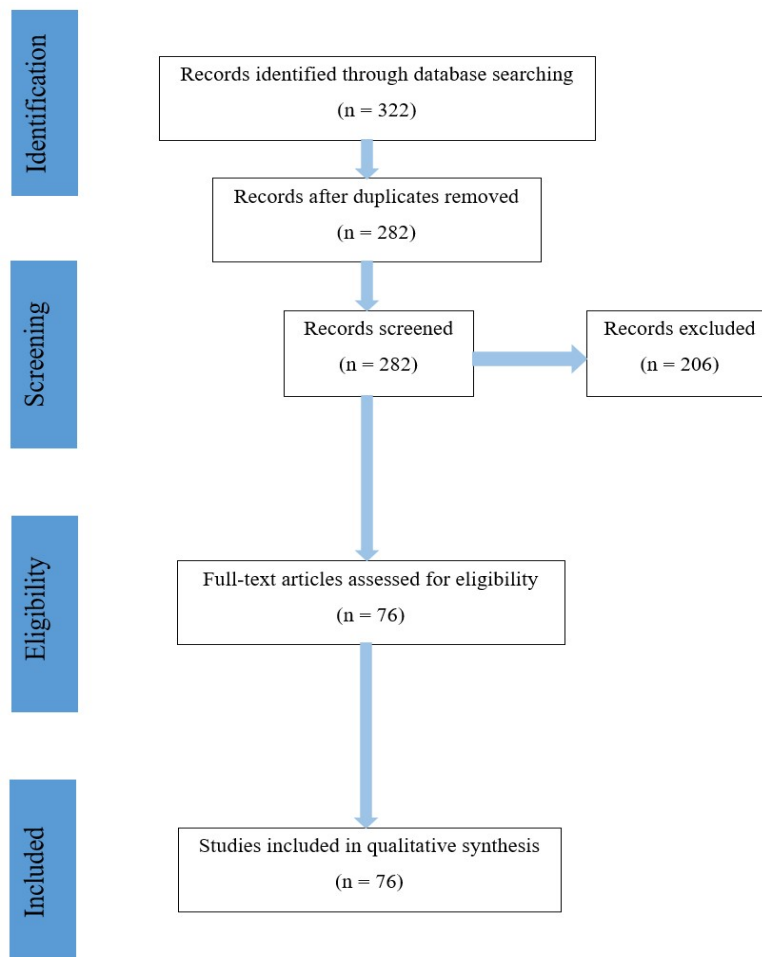 Identification
Records identified through database searching
(n = 322)
Records after duplicates removed
(n = 282)
Screening
Records screened
(n = 282)
Records excluded
(n = 206)
Eligibility
Full-text articles assessed for eligibility
(n = 76)
Included
Studies included in qualitative synthesis
(n = 76)